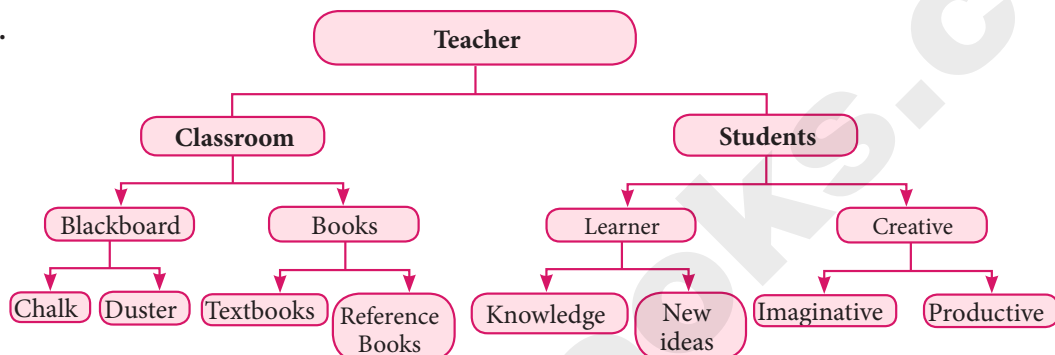 Teacher
Classroom
Students
Blackboard
Books
Learner
Creative
Chalk
Duster
Textbooks
Reference
Books
Knowledge
New
ideas
Imaginative
Productive